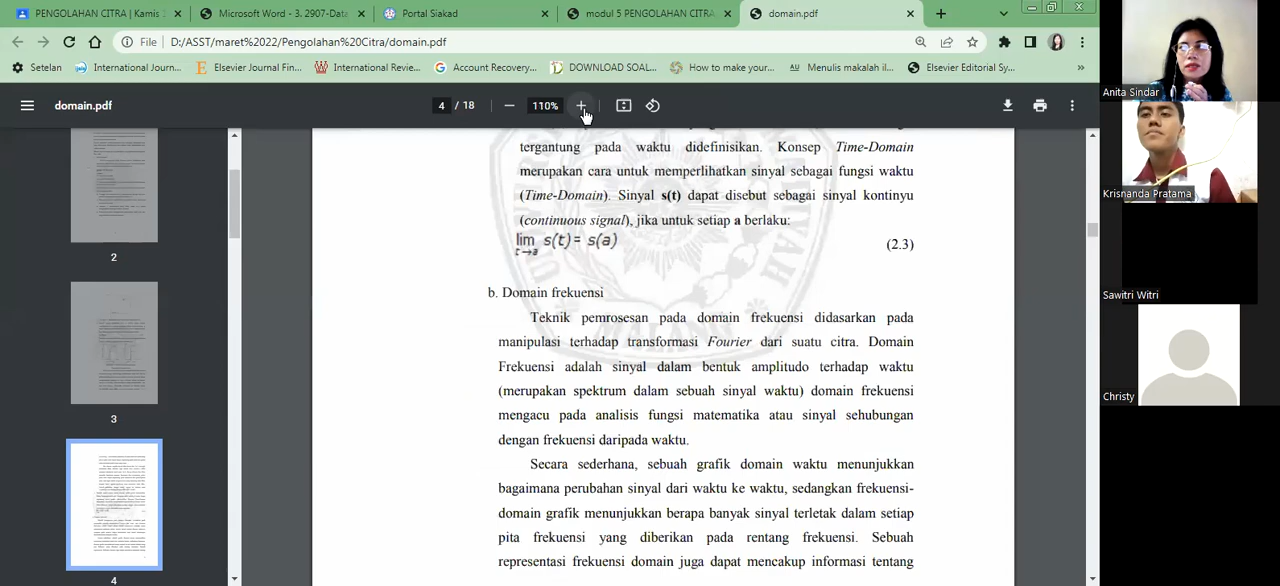 PENGOLAHAN CITRA | Kamis 1
Microsoft Word - 3. 2907-Data
Portal Siakad
modul 5 PENGOLAHAN CITRA
domain.pdf
File | D:/ASST/maret%2022/Pengolahan%20Citra/domain.pdf
Setelan
International Journ...
Elsevier Journal Fin...
International Revie...
Account Recovery...
DOWNLOAD SOAL...
How to make your...
Menulis makalah il...
Elsevier Editorial Sy...
domain.pdf
4 / 18
110%
2
3
4
tergantung pada waktu didefinisikan. Konsep Time-Domain
merupakan cara untuk memperlihatkan sinyal sebagai fungsi waktu
(Time-Domain). Sinyal s(t) dapat disebut sebagai sinyal kontinyu
(continuous signal), jika untuk setiap a berlaku:
lim s(t) = s(a) (2.3)
t→a
b. Domain frekuensi
Teknik pemrosesan pada domain frekuensi didasarkan pada
manipulasi terhadap transformasi Fourier dari suatu citra. Domain
Frekuensi adalah sinyal dalam bentuk amplitudo terhadap waktu
(merupakan spektrum dalam sebuah sinyal waktu) domain frekuensi
mengacu pada analisis fungsi matematika atau sinyal sehubungan
dengan frekuensi daripada waktu.
Secara sederhana, sebuah grafik domain waktu menunjukkan
bagaimana perubahan sinyal dari waktu ke waktu, sedangkan frekuensi-
domain grafik menunjukkan berapa banyak sinyal terletak dalam setiap
pita frekuensi yang diberikan pada rentang frekuensi. Sebuah
representasi frekuensi domain juga dapat mencakup informasi tentang
Anita Sindar
Krisnanda Pratama
Sawitri Witri
Christy